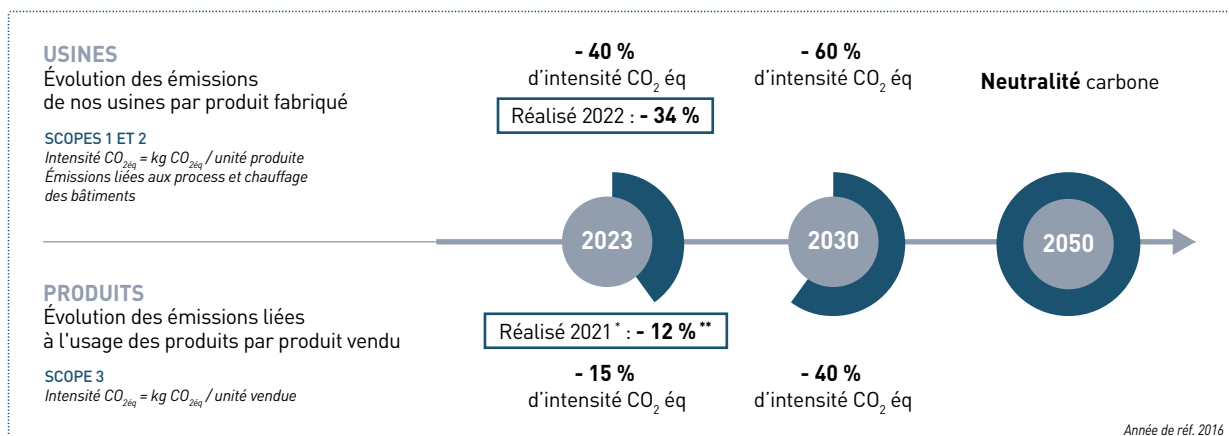 USINES
Évolution des émissions
de nos usines par produit fabriqué
SCOPES 1 ET 2
Intensité CO2éq = kg CO2éq / unité produite
Émissions liées aux process et chauffage
des bâtiments
- 40 %
d'intensité CO2 éq
Réalisé 2022 : - 34 %
- 60 %
d'intensité CO2 éq
Neutralité carbone
2023
2030
2050
PRODUITS
Évolution des émissions liées
à l'usage des produits par produit vendu
SCOPE 3
Intensité CO2éq = kg CO2éq / unité vendue
Réalisé 2021* : - 12 %**
- 15 %
d'intensité CO2 éq
- 40 %
d'intensité CO2 éq
Année de réf. 2016